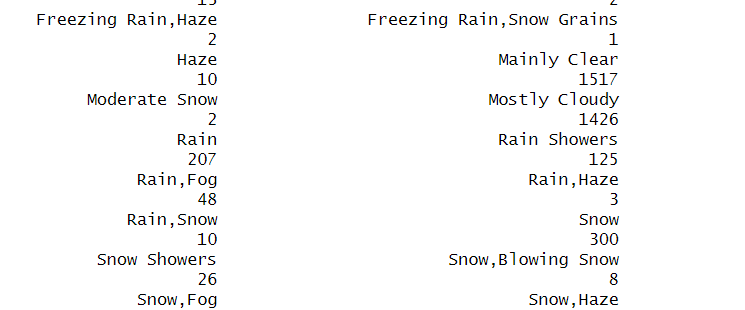 Freezing Rain,Haze Freezing Rain,Snow Grains
2 1
Haze Mainly Clear
10 1517
Moderate Snow Mostly Cloudy
2 1426
Rain Rain Showers
207 125
Rain,Fog Rain,Haze
48 3
Rain,Snow Snow
10 300
Snow Showers Snow,Blowing Snow
26 8
Snow,Fog Snow,Haze